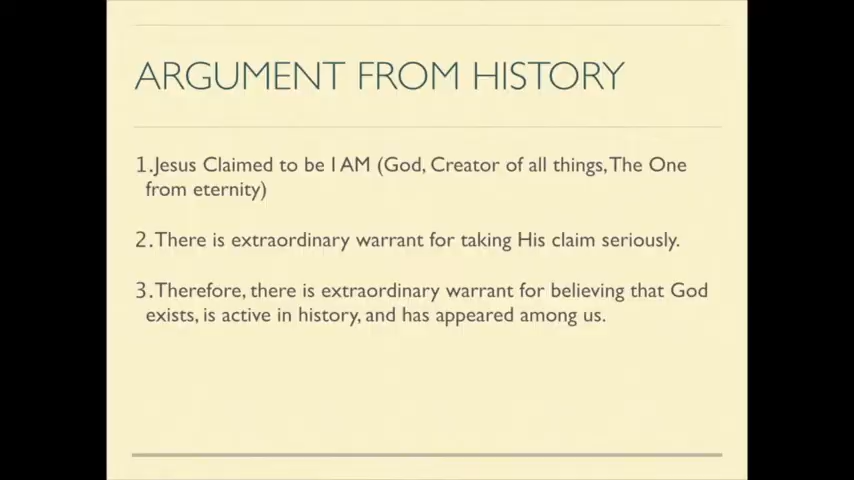 ARGUMENT FROM HISTORY
1.Jesus Claimed to be I AM (God, Creator of all things, The One
from eternity)
2.There is extraordinary warrant for taking His claim seriously.
3.Therefore, there is extraordinary warrant for believing that God
exists, is active in history, and has appeared among us.